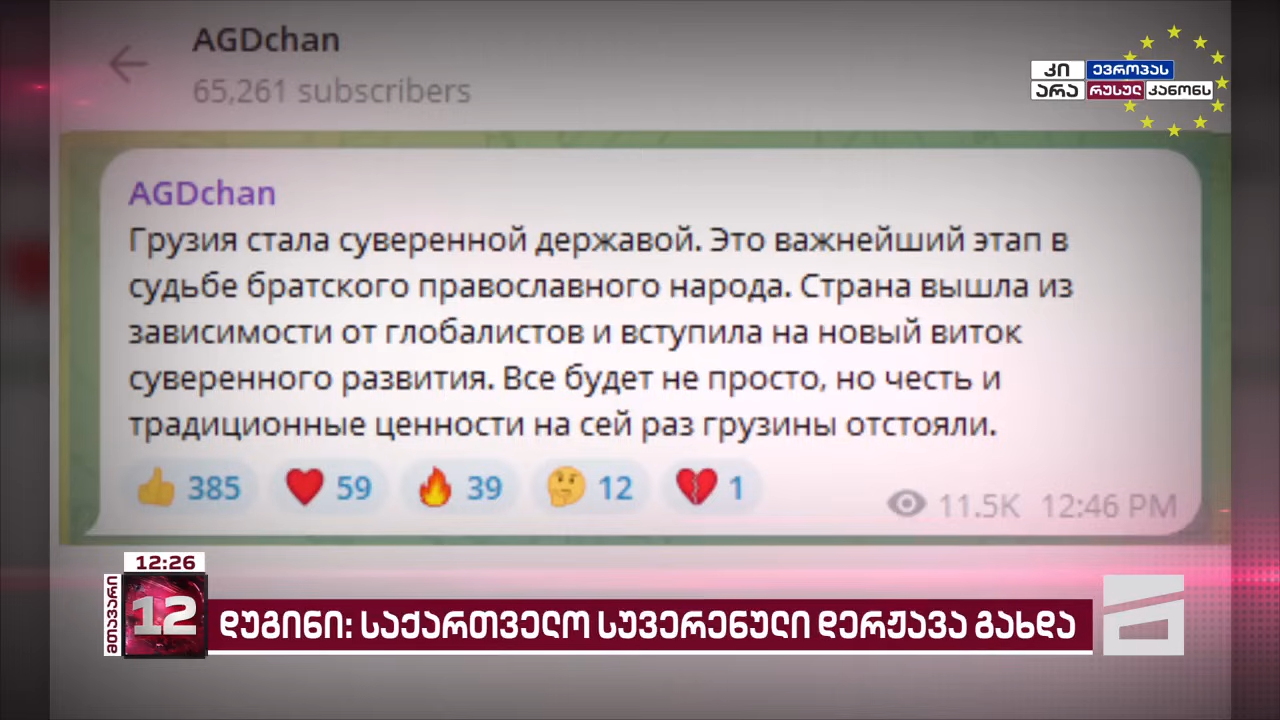 AGDchan
65,261 subscribers
კი ევროპას
არა რუსულ კანონს
AGDchan
Грузия стала суверенной державой. Это важнейший этап в
судьбе братского православного народа. Страна вышла из
зависимости от глобалистов и вступила на новый виток
суверенного развития. Все будет не просто, но честь и
традиционные ценности на сей раз грузины отстояли.
385 59 39 12 1
11.5K 12:46 PM
12:26
მთავარი
12
დუგინი: საქართველო სუვერენული დერჟავა გახდა